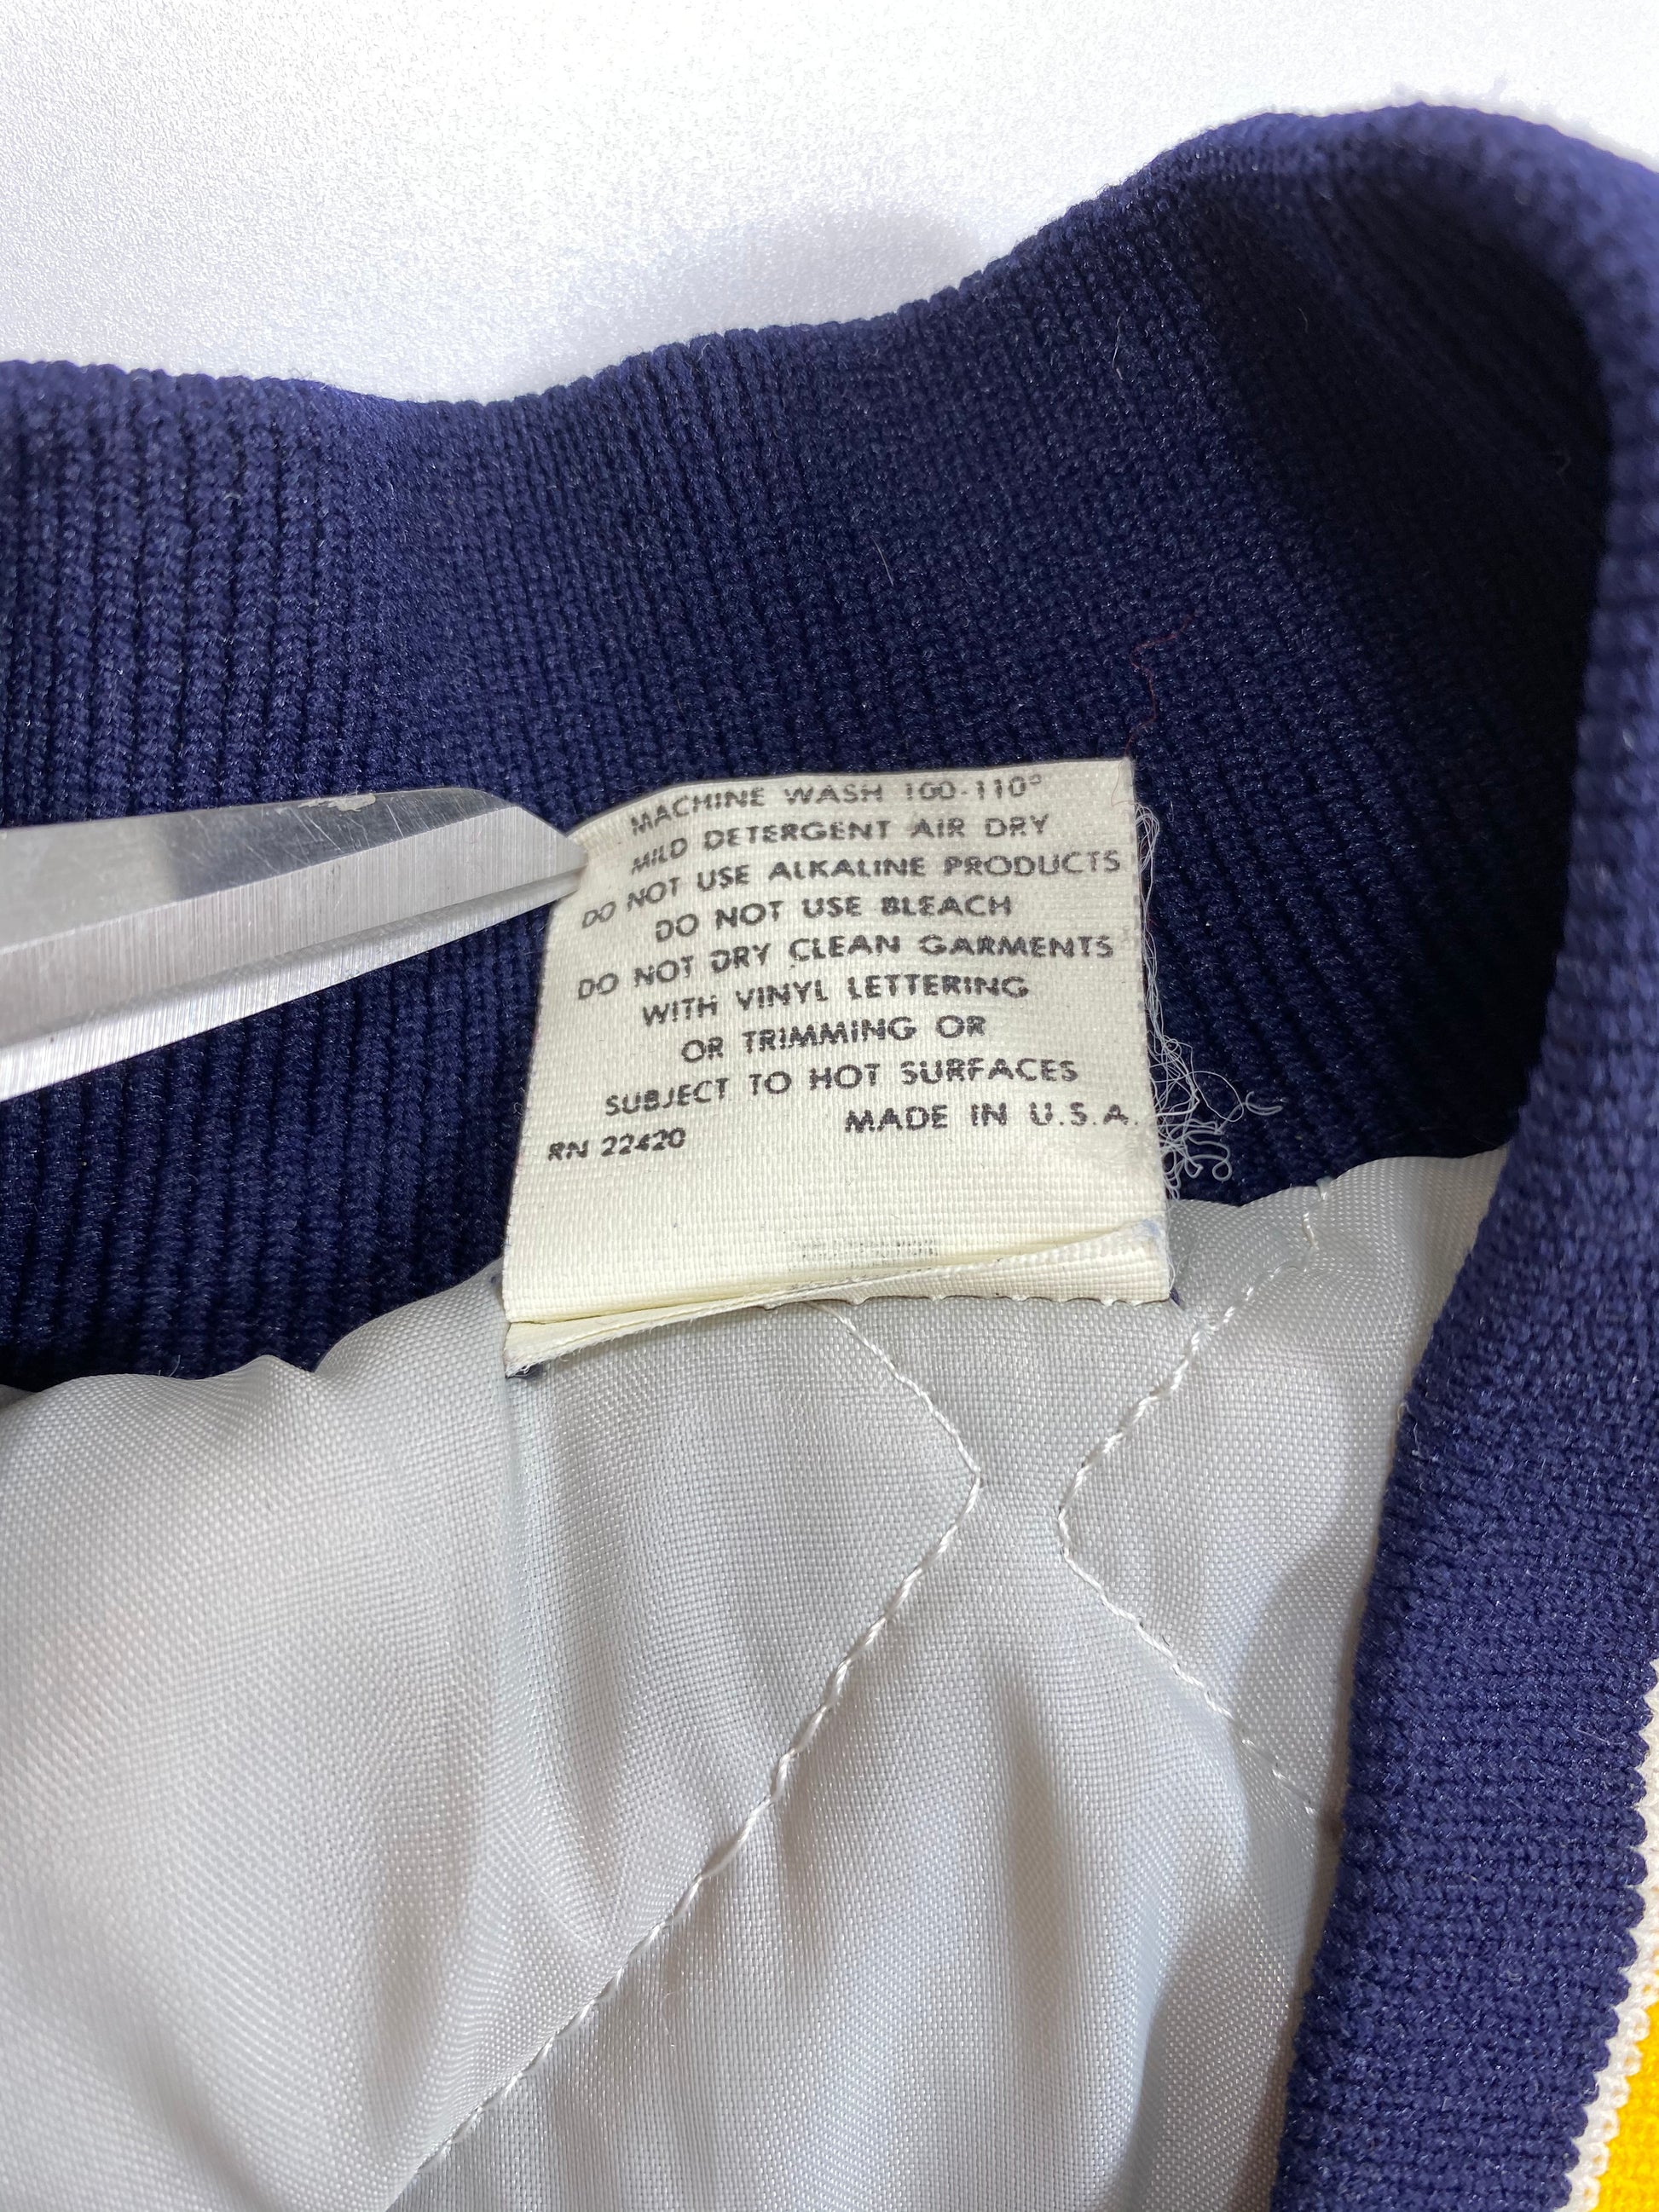 MACHINE WASH 100-110°
MILD DETERGENT AIR DRY
DO NOT USE ALKALINE PRODUCTS
DO NOT USE BLEACH
DO NOT DRY CLEAN GARMENTS
WITH VINYL LETTERING
OR TRIMMING OR
SUBJECT TO HOT SURFACES
MADE IN U.S.A.
RN 22420